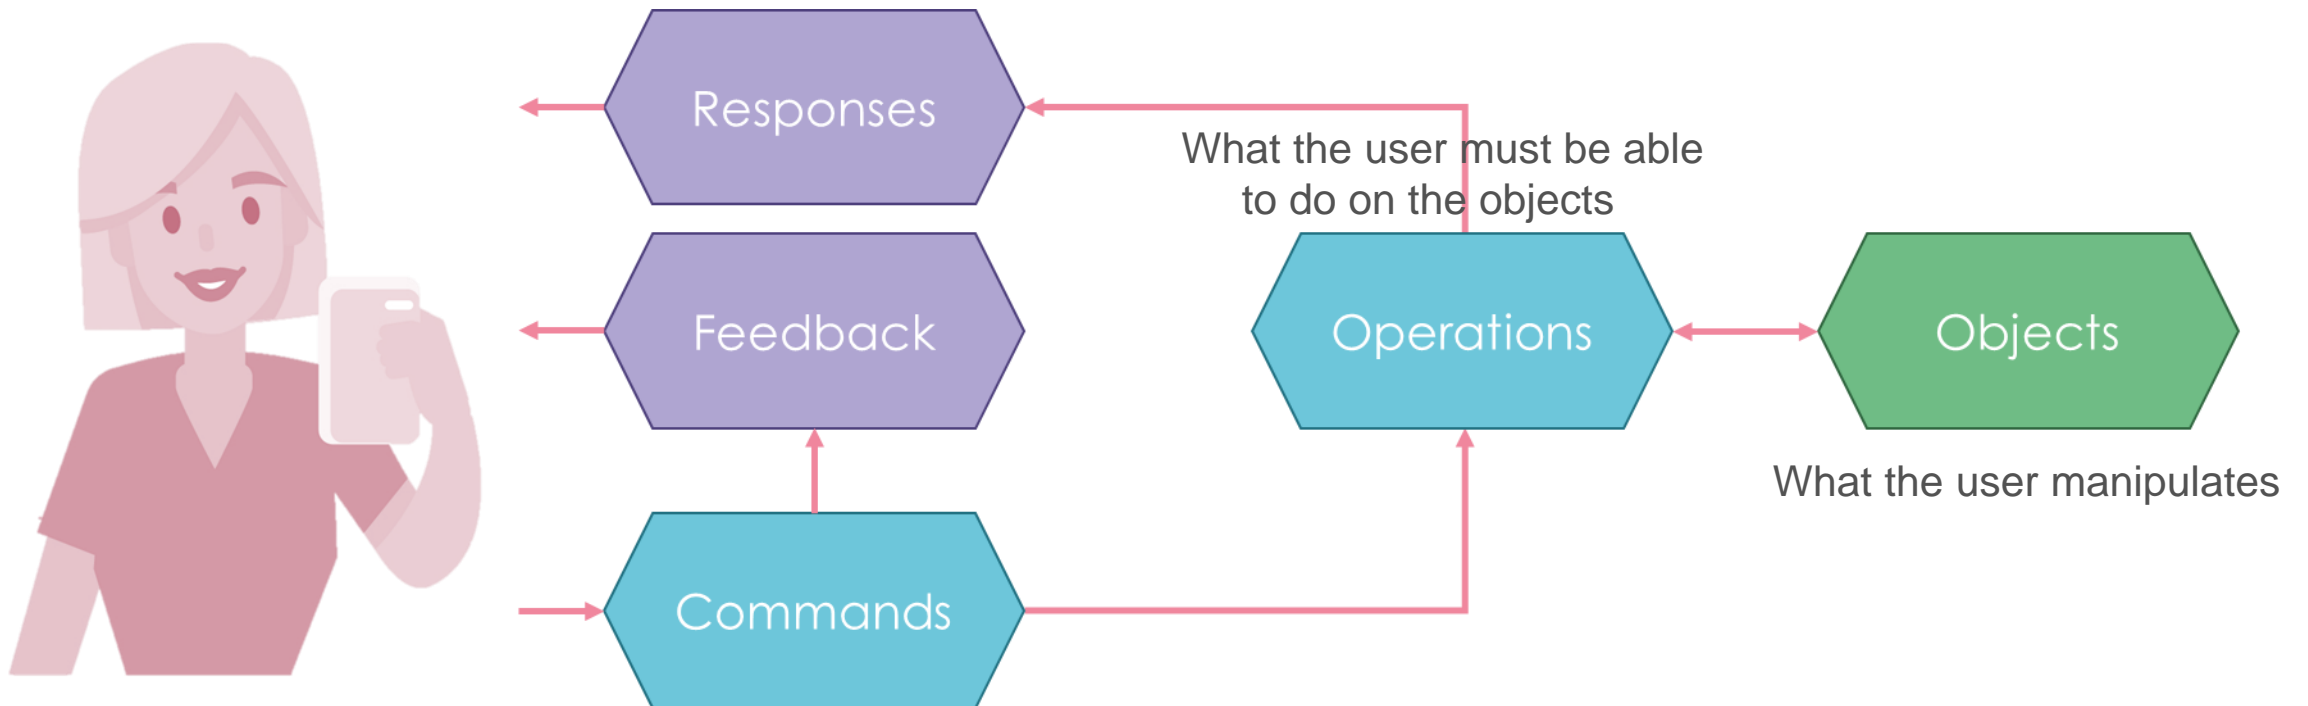 Responses
What the user must be able
to do on the objects
Feedback
Operations
Objects
What the user manipulates
Commands